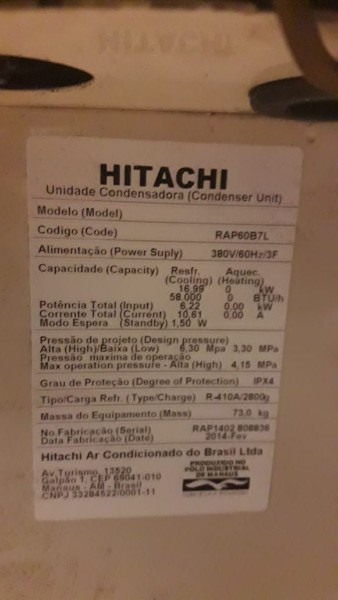 HITACHI
HITACHI
Unidade Condensadora (Condenser Unit)
Modelo (Model)
Codigo (Code) RAP60B7L
Alimentação (Power Suply) 380V/60Hz/3F
Capacidade (Capacity) Resfr. Aquec.
(Cooling) (Heating)
16,99 0 kW
58.000 0 BTU/h
Potência Total (Input) 6,22 0,00 kW
Corrente Total (Current) 10,61 0,00 A
Modo Espera (Standby) 1,50 W
Pressão de projeto (Design pressure)
Alta (High)/Baixa (Low) 6,30 Mpa 3,30 MPa
Pressão maxima de operação
Max operation pressure - Alta (High) 4,15 MPa
Grau de Proteção (Degree of Protection) IPX4
Tipo/Carga Refr. (Type/Charge) R-410A/2800g
Massa do Equipamento (Mass) 73,0 kg
No.Fabricação (Serial) RAP1402 808836
Data Fabricação (Date) 2014-Fev
Hitachi Ar Condicionado do Brasil Ltda
Av.Turismo, 13520
Galpão 1, CEP 69041-010
Manaus - AM - Brasil
CNPJ 33284522/0001-11
PRODUZIDO NO
PÓLO INDUSTRIAL
DE MANAUS